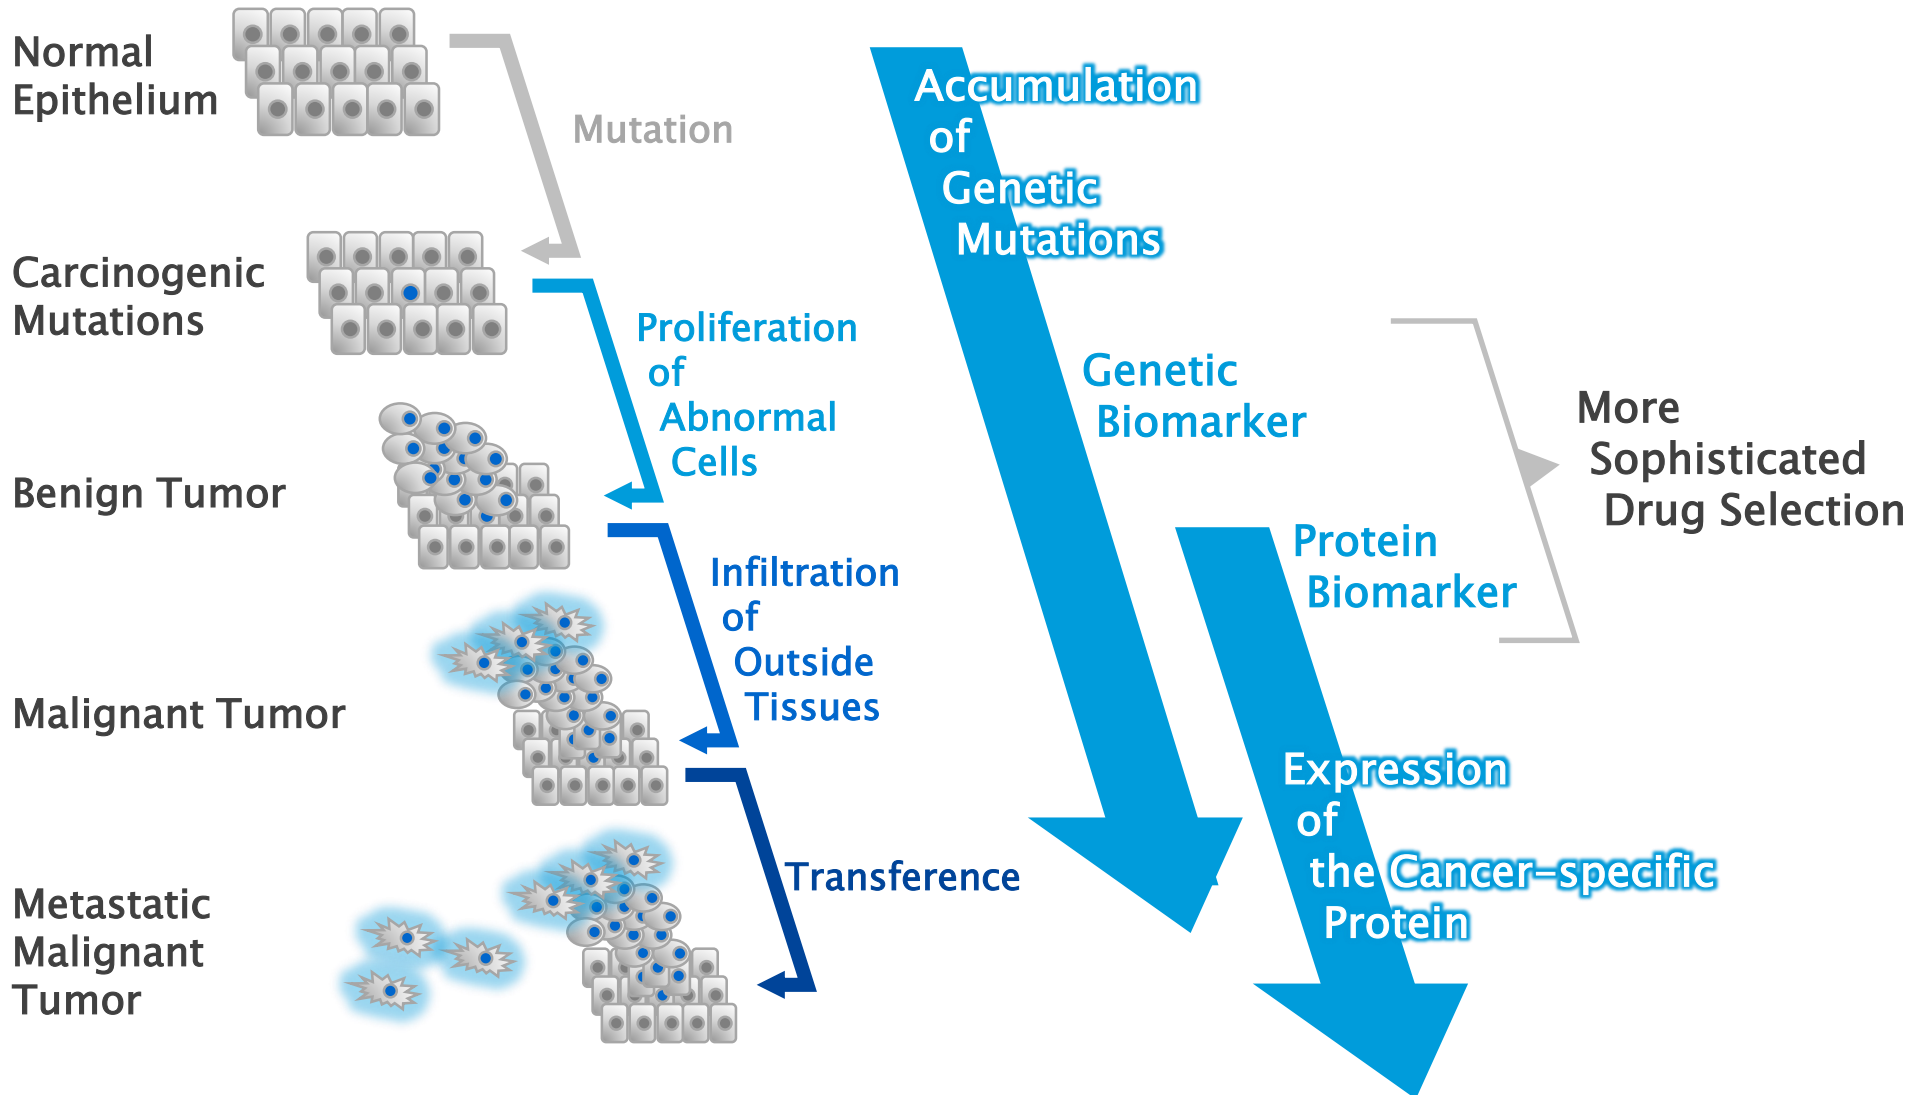 Normal
Epithelium
Mutation
Carcinogenic
Mutations
Proliferation
of
Abnormal
Cells
Benign Tumor
Infiltration
of
Outside
Tissues
Malignant Tumor
Transference
Metastatic
Malignant
Tumor
Accumulation
of
Genetic
Mutations
Genetic
Biomarker
Protein
Biomarker
Expression
of
the Cancer-specific
Protein
More
Sophisticated
Drug Selection